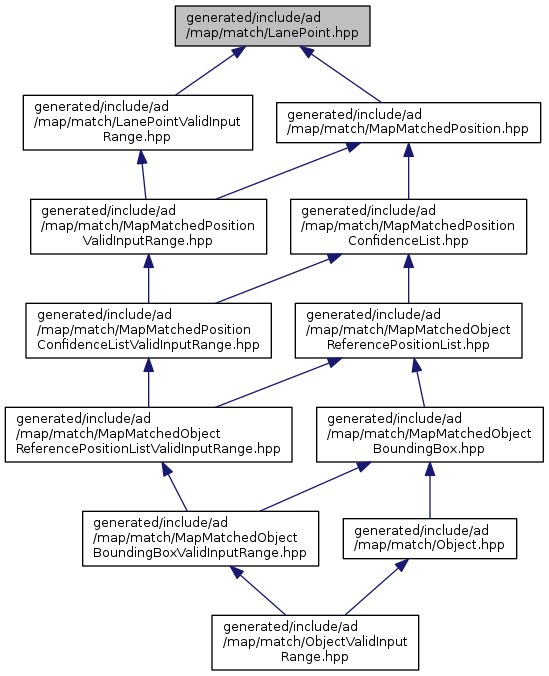 generated/include/ad
/map/match/LanePoint.hpp
generated/include/ad
/map/match/LanePointValidInput
Range.hpp
generated/include/ad
/map/match/MapMatchedPosition.hpp
generated/include/ad
/map/match/MapMatchedPosition
ValidInputRange.hpp
generated/include/ad
/map/match/MapMatchedPosition
ConfidenceList.hpp
generated/include/ad
/map/match/MapMatchedPosition
ConfidenceListValidInputRange.hpp
generated/include/ad
/map/match/MapMatchedObject
ReferencePositionList.hpp
generated/include/ad
/map/match/MapMatchedObject
ReferencePositionListValidInputRange.hpp
generated/include/ad
/map/match/MapMatchedObject
BoundingBox.hpp
generated/include/ad
/map/match/MapMatchedObject
BoundingBoxValidInputRange.hpp
generated/include/ad
/map/match/Object.hpp
generated/include/ad
/map/match/ObjectValidInput
Range.hpp